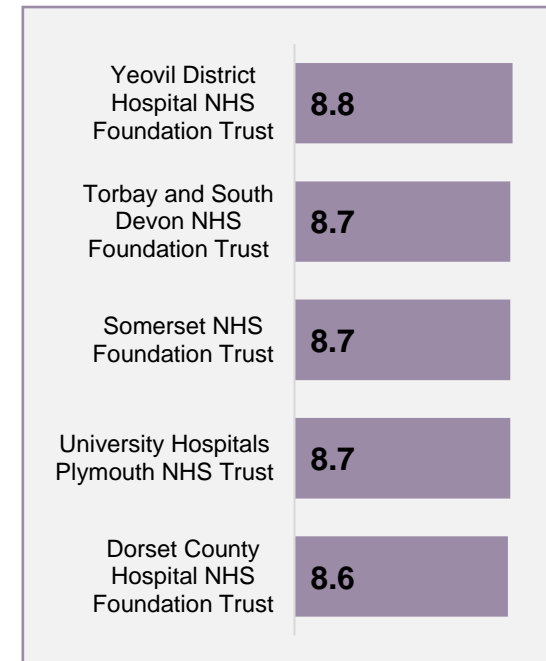 Yeovil District
Hospital NHS
Foundation Trust
8.8
Torbay and South
Devon NHS
Foundation Trust
8.7
Somerset NHS
Foundation Trust
8.7
University Hospitals
Plymouth NHS Trust
8.7
Dorset County
Hospital NHS
Foundation Trust
8.6